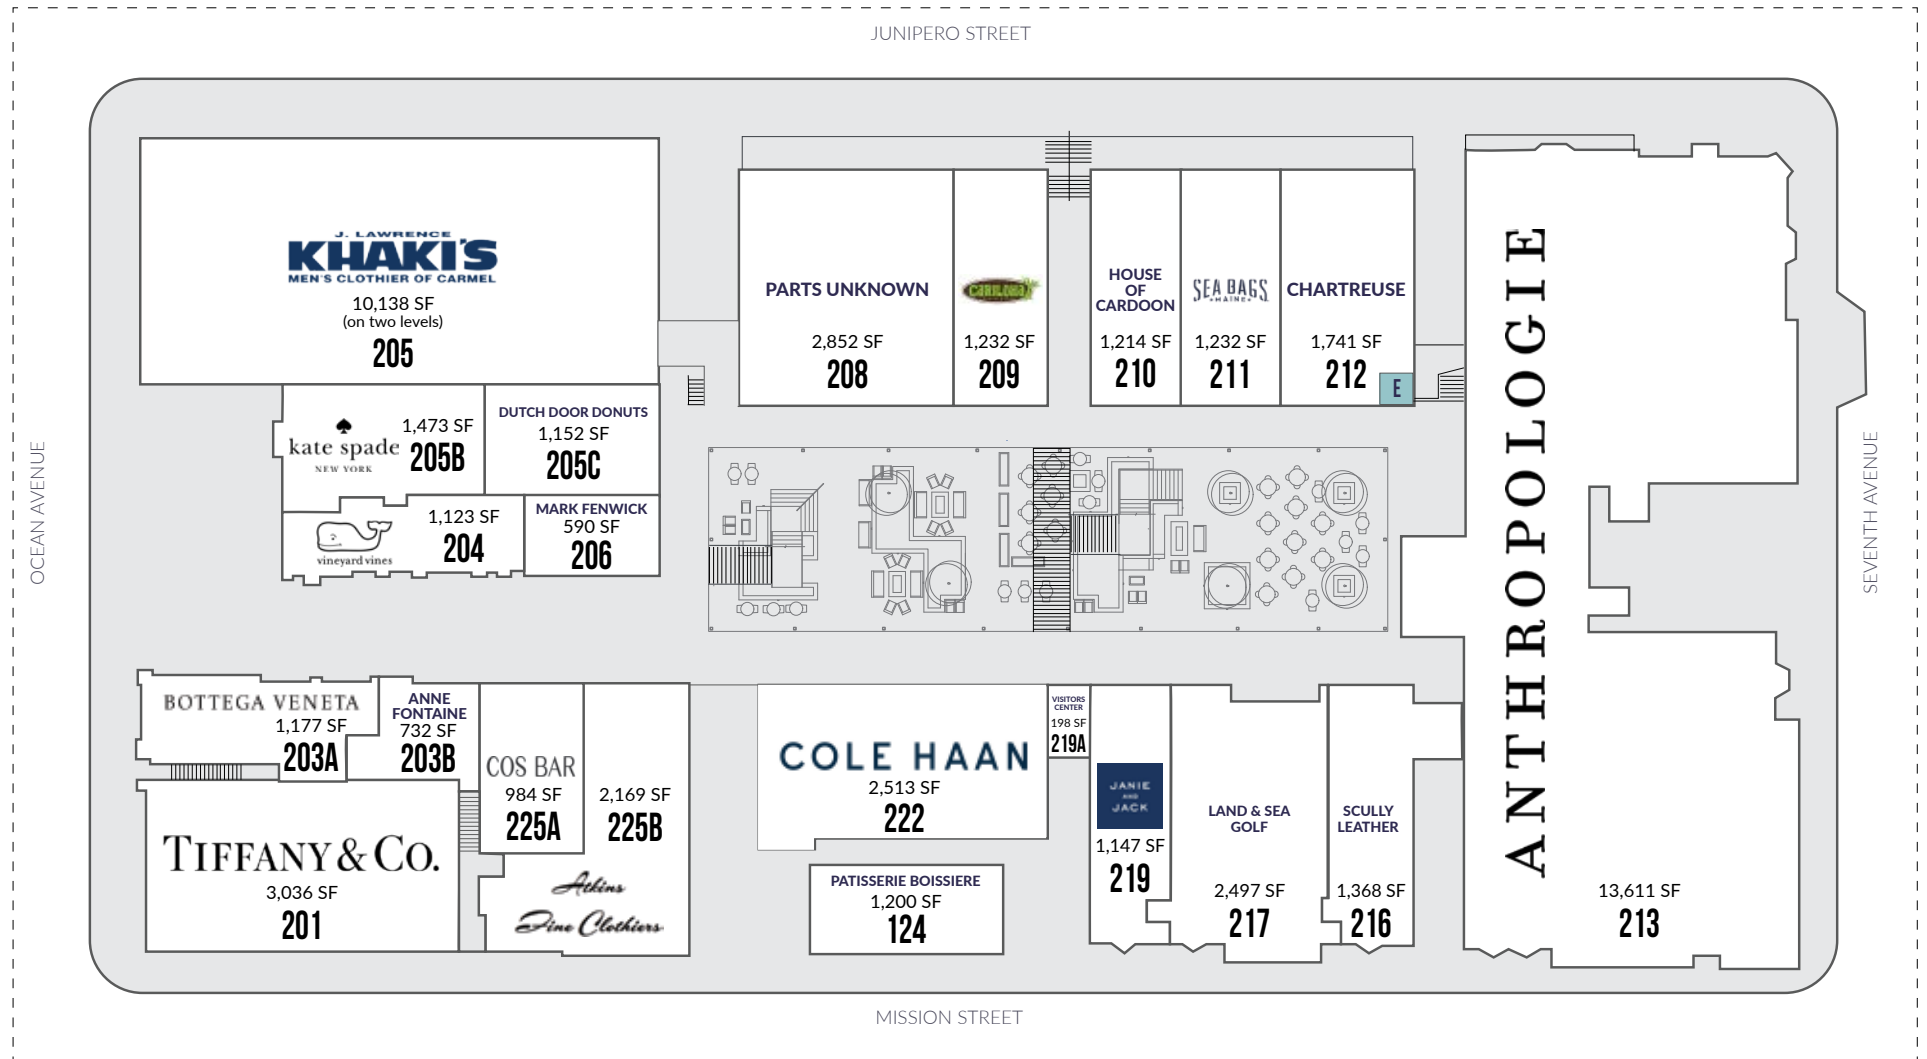 JUNIPERO STREET
OCEAN AVENUE
J. LAWRENCE
KHAKI'S
MEN'S CLOTHIER OF CARMEL
10,138 SF
(on two levels)
205
kate spade
NEW YORK
1,473 SF
205B
DUTCH DOOR DONUTS
1,152 SF
205C
vineyard vines
1,123 SF
204
MARK FENWICK
590 SF
206
PARTS UNKNOWN
2,852 SF
208
CARILOHA
1,232 SF
209
HOUSE
OF
CARDOON
1,214 SF
210
SEA BAGS
MAINE
1,232 SF
211
CHARTREUSE
1,741 SF
212
E
ANTHROPOLOGIE
13,611 SF
213
SEVENTH AVENUE
BOTTEGA VENETA
1,177 SF
203A
ANNE
FONTAINE
732 SF
203B
COS BAR
984 SF
225A
2,169 SF
225B
Atkins
Fine Clothiers
TIFFANY & CO.
3,036 SF
201
COLE HAAN
2,513 SF
222
PATISSERIE BOISSIERE
1,200 SF
124
VISITORS
CENTER
198 SF
219A
JANIE
AND
JACK
1,147 SF
219
LAND & SEA
GOLF
2,497 SF
217
SCULLY
LEATHER
1,368 SF
216
MISSION STREET